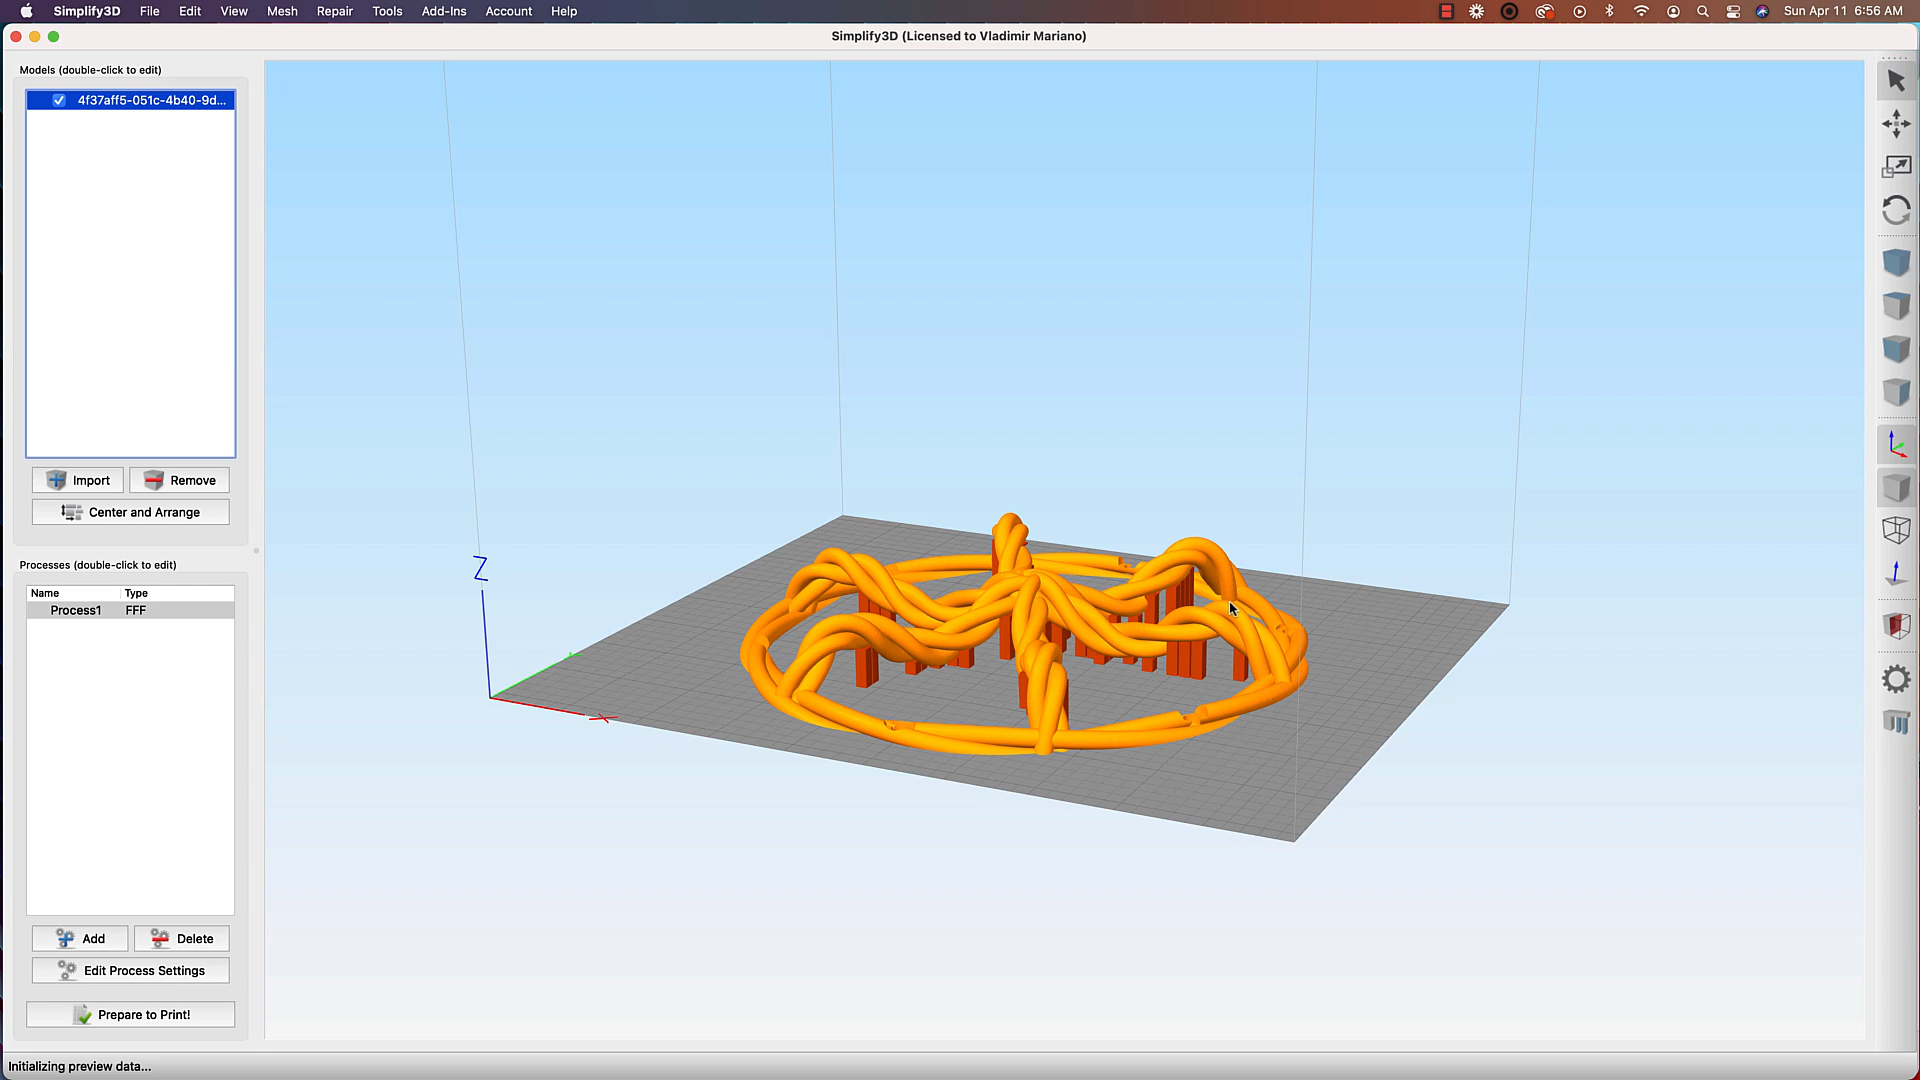 Simplify3D File Edit View Mesh Repair Tools Add-Ins Account Help Sun Apr 11 6:56 AM
Simplify3D (Licensed to Vladimir Mariano)
Models (double-click to edit)
4f37aff5-051c-4b40-9d...
Import Remove
Center and Arrange
Processes (double-click to edit)
Name Type
Process1 FFF
Add Delete
Edit Process Settings
Prepare to Print!
Z
X
Initializing preview data...